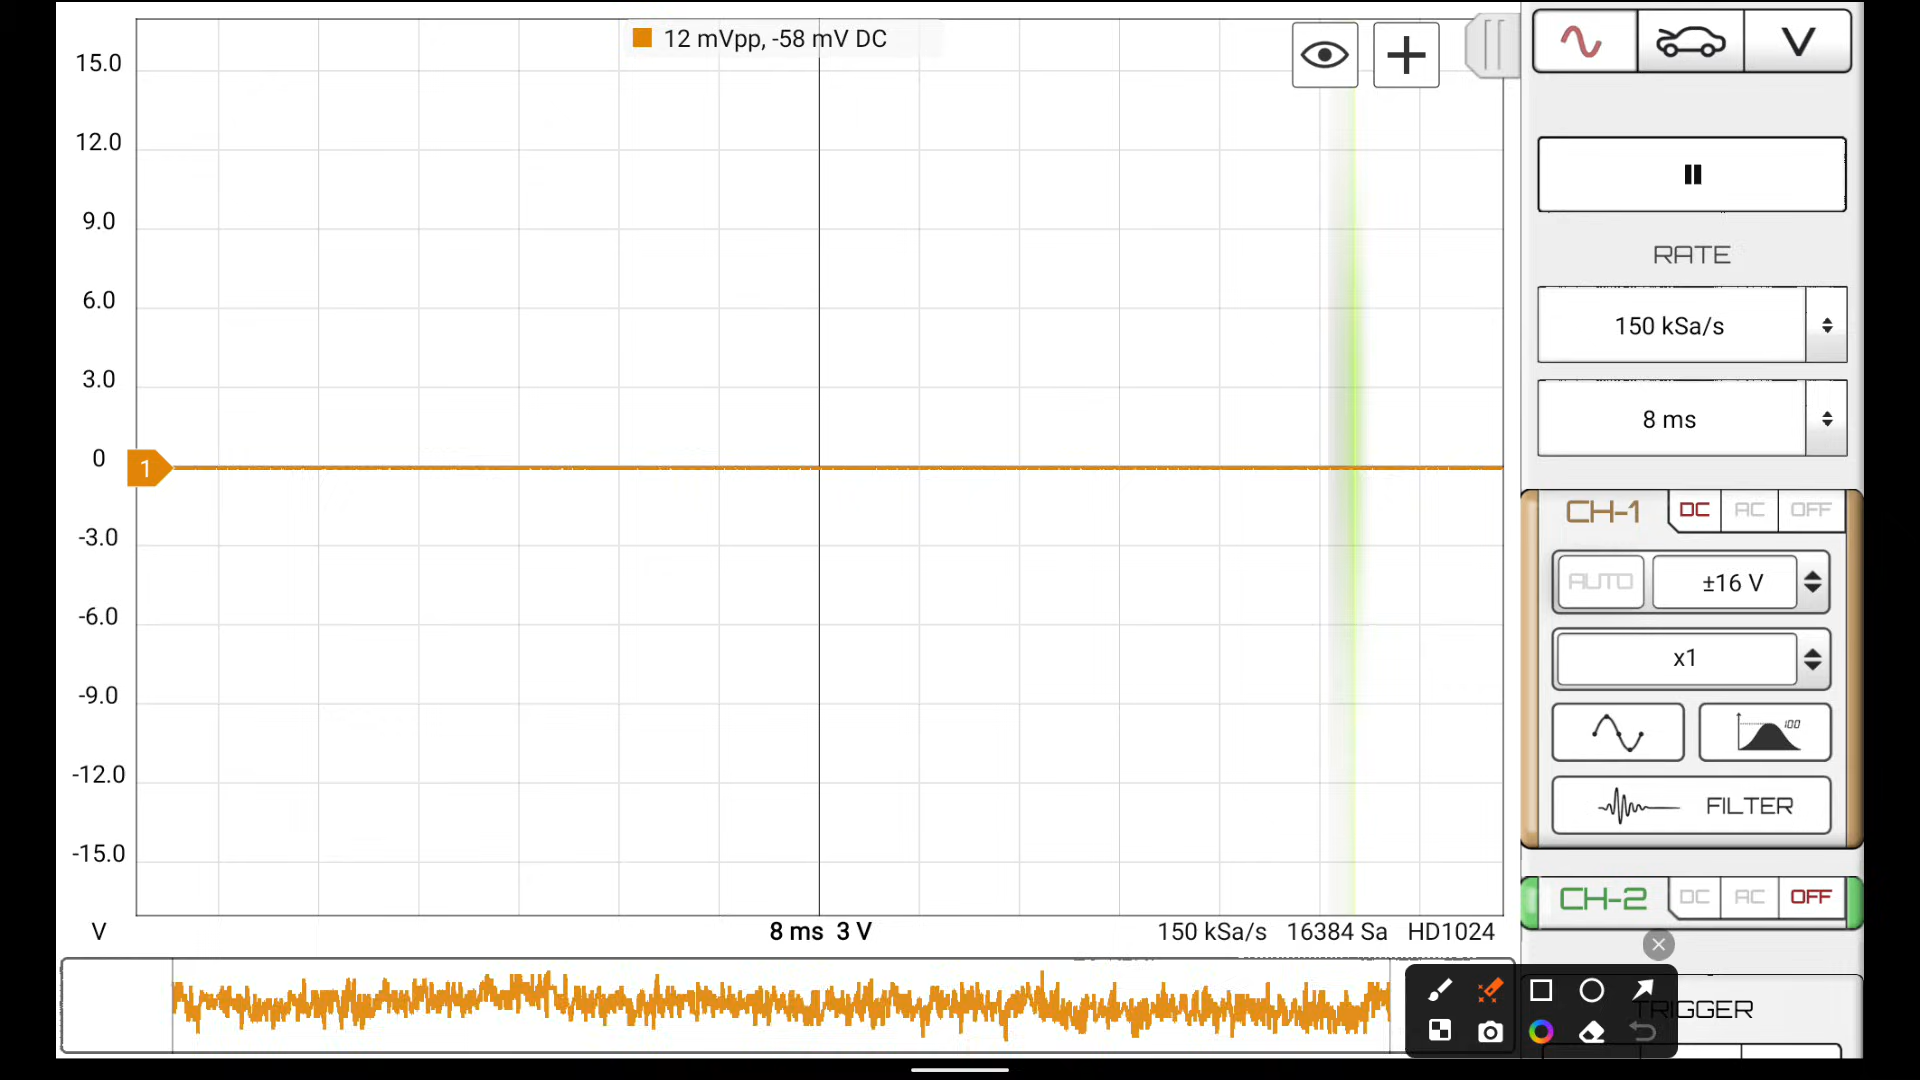 12 mVpp, -58 mV DC
V
15.0
12.0
9.0
6.0
3.0
0
1
-3.0
-6.0
-9.0
-12.0
-15.0
V
8 ms 3 V
150 kSa/s 16384 Sa HD1024
RATE
150 kSa/s
8 ms
CH-1 DC AC OFF
AUTO ±16 V
x1
100
FILTER
CH-2 DC AC OFF
TRIGGER